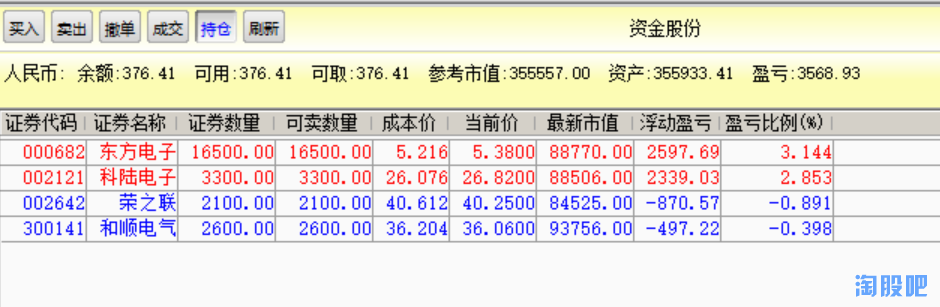 买入 卖出 撤单 成交 持仓 刷新 资金股份
人民币: 余额:376.41 可用:376.41 可取:376.41 参考市值:355557.00 资产:355933.41 盈亏:3568.93
证券代码 证券名称 证券数量 可卖数量 成本价 当前价 最新市值 浮动盈亏 盈亏比例(%)
000682 东方电子 16500.00 16500.00 5.216 5.3800 88770.00 2597.69 3.144
002121 科陆电子 3300.00 3300.00 26.076 26.8200 88506.00 2339.03 2.853
002642 荣之联 2100.00 2100.00 40.612 40.2500 84525.00 -870.57 -0.891
300141 和顺电气 2600.00 2600.00 36.204 36.0600 93756.00 -497.22 -0.398
淘股吧